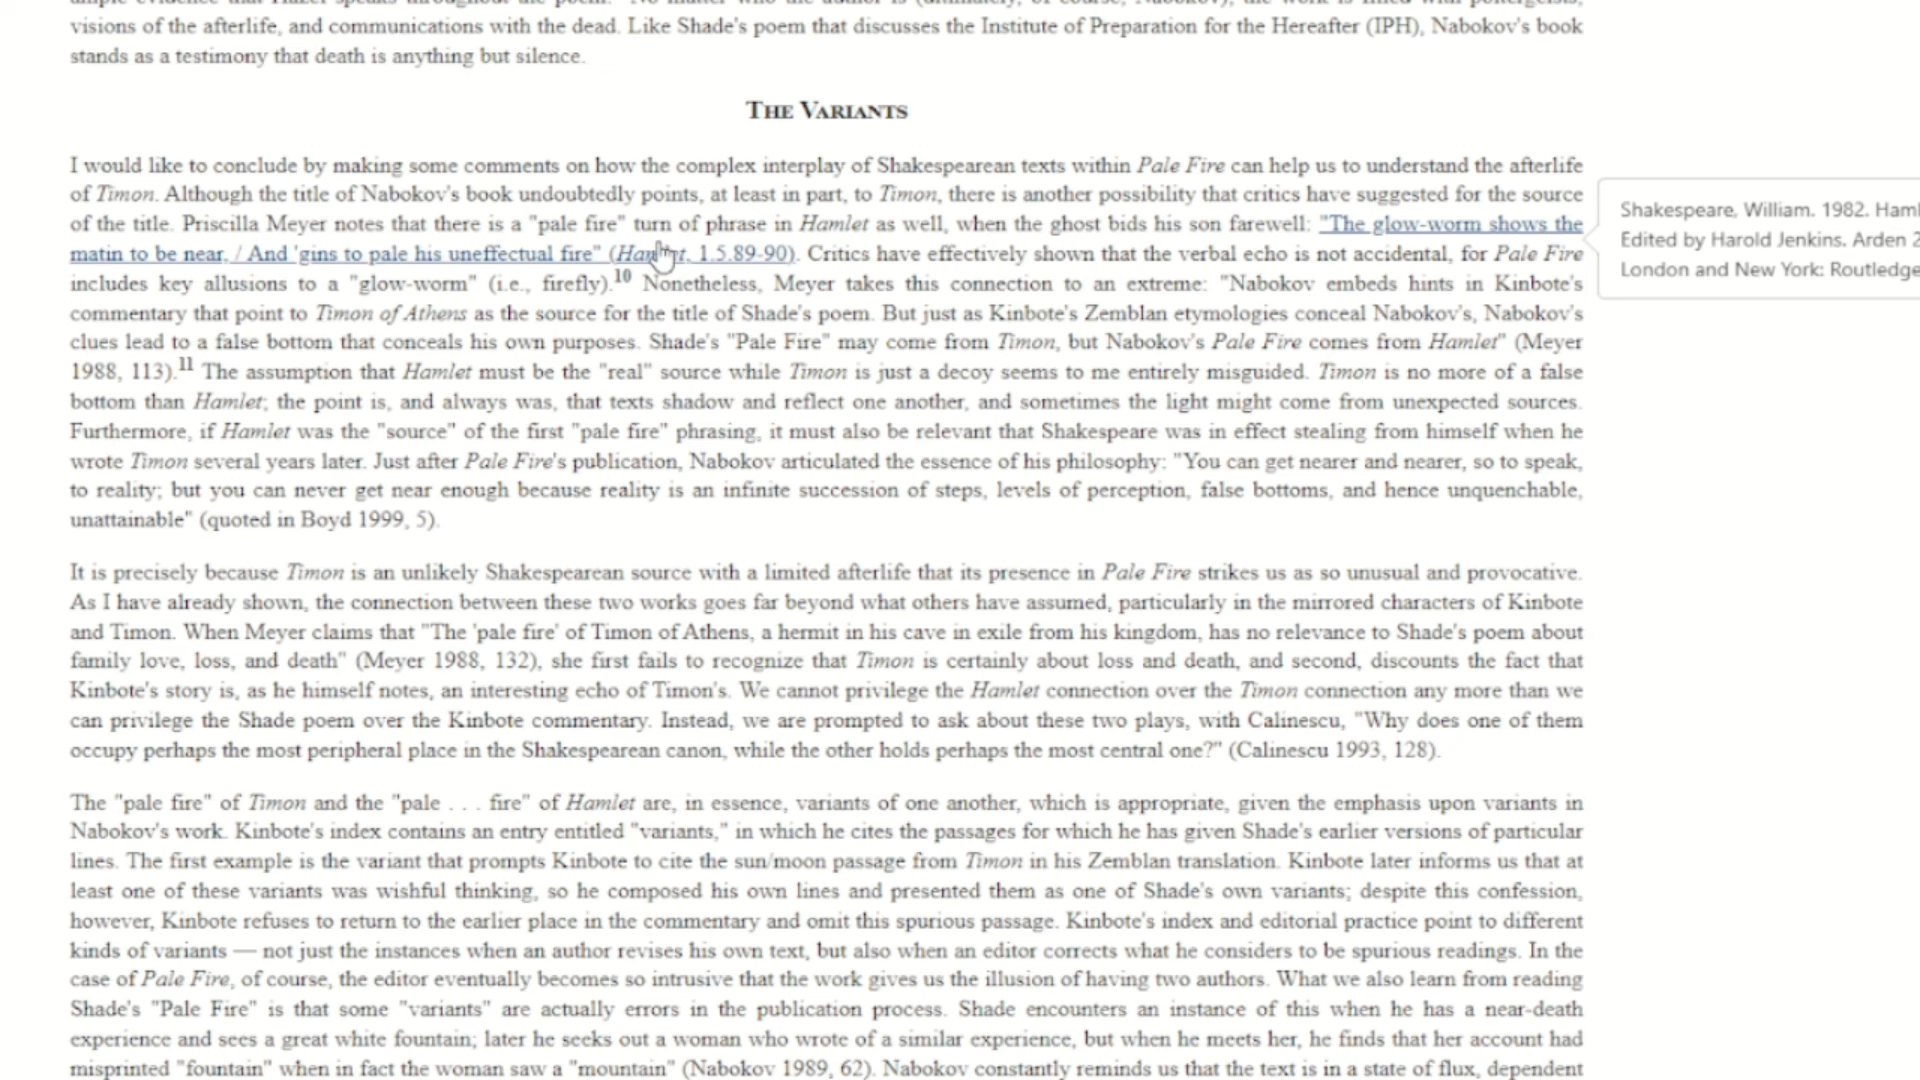 visions of the afterlife, and communications with the dead. Like Shade's poem that discusses the Institute of Preparation for the Hereafter (IPH), Nabokov's book
stands as a testimony that death is anything but silence.
THE VARIANTS
I would like to conclude by making some comments on how the complex interplay of Shakespearean texts within Pale Fire can help us to understand the afterlife
of Timon. Although the title of Nabokov's book undoubtedly points, at least in part, to Timon, there is another possibility that critics have suggested for the source
of the title. Priscilla Meyer notes that there is a "pale fire" turn of phrase in Hamlet as well, when the ghost bids his son farewell: "The glow-worm shows the
matin to be near, / And 'gins to pale his uneffectual fire" (Hamlet, 1.5.89-90). Critics have effectively shown that the verbal echo is not accidental, for Pale Fire
includes key allusions to a "glow-worm" (i.e., firefly).10 Nonetheless, Meyer takes this connection to an extreme: "Nabokov embeds hints in Kinbote's
commentary that point to Timon of Athens as the source for the title of Shade's poem. But just as Kinbote's Zemblan etymologies conceal Nabokov's, Nabokov's
clues lead to a false bottom that conceals his own purposes. Shade's "Pale Fire" may come from Timon, but Nabokov's Pale Fire comes from Hamlet" (Meyer
1988, 113).11 The assumption that Hamlet must be the "real" source while Timon is just a decoy seems to me entirely misguided. Timon is no more of a false
bottom than Hamlet; the point is, and always was, that texts shadow and reflect one another, and sometimes the light might come from unexpected sources.
Furthermore, if Hamlet was the "source" of the first "pale fire" phrasing, it must also be relevant that Shakespeare was in effect stealing from himself when he
wrote Timon several years later. Just after Pale Fire's publication, Nabokov articulated the essence of his philosophy: "You can get nearer and nearer, so to speak,
to reality; but you can never get near enough because reality is an infinite succession of steps, levels of perception, false bottoms, and hence unquenchable,
unattainable" (quoted in Boyd 1999, 5).
It is precisely because Timon is an unlikely Shakespearean source with a limited afterlife that its presence in Pale Fire strikes us as so unusual and provocative.
As I have already shown, the connection between these two works goes far beyond what others have assumed, particularly in the mirrored characters of Kinbote
and Timon. When Meyer claims that "The 'pale fire' of Timon of Athens, a hermit in his cave in exile from his kingdom, has no relevance to Shade's poem about
family love, loss, and death" (Meyer 1988, 132), she first fails to recognize that Timon is certainly about loss and death, and second, discounts the fact that
Kinbote's story is, as he himself notes, an interesting echo of Timon's. We cannot privilege the Hamlet connection over the Timon connection any more than we
can privilege the Shade poem over the Kinbote commentary. Instead, we are prompted to ask about these two plays, with Calinescu, "Why does one of them
occupy perhaps the most peripheral place in the Shakespearean canon, while the other holds perhaps the most central one?" (Calinescu 1993, 128).
The "pale fire" of Timon and the "pale . . . fire" of Hamlet are, in essence, variants of one another, which is appropriate, given the emphasis upon variants in
Nabokov's work. Kinbote's index contains an entry entitled "variants," in which he cites the passages for which he has given Shade's earlier versions of particular
lines. The first example is the variant that prompts Kinbote to cite the sun/moon passage from Timon in his Zemblan translation. Kinbote later informs us that at
least one of these variants was wishful thinking, so he composed his own lines and presented them as one of Shade's own variants; despite this confession,
however, Kinbote refuses to return to the earlier place in the commentary and omit this spurious passage. Kinbote's index and editorial practice point to different
kinds of variants — not just the instances when an author revises his own text, but also when an editor corrects what he considers to be spurious readings. In the
case of Pale Fire, of course, the editor eventually becomes so intrusive that the work gives us the illusion of having two authors. What we also learn from reading
Shade's "Pale Fire" is that some "variants" are actually errors in the publication process. Shade encounters an instance of this when he has a near-death
experience and sees a great white fountain; later he seeks out a woman who wrote of a similar experience, but when he meets her, he finds that her account had
misprinted "fountain" when in fact the woman saw a "mountain" (Nabokov 1989, 62). Nabokov constantly reminds us that the text is in a state of flux, dependent
Shakespeare, William. 1982. Haml
Edited by Harold Jenkins. Arden 2
London and New York: Routledge